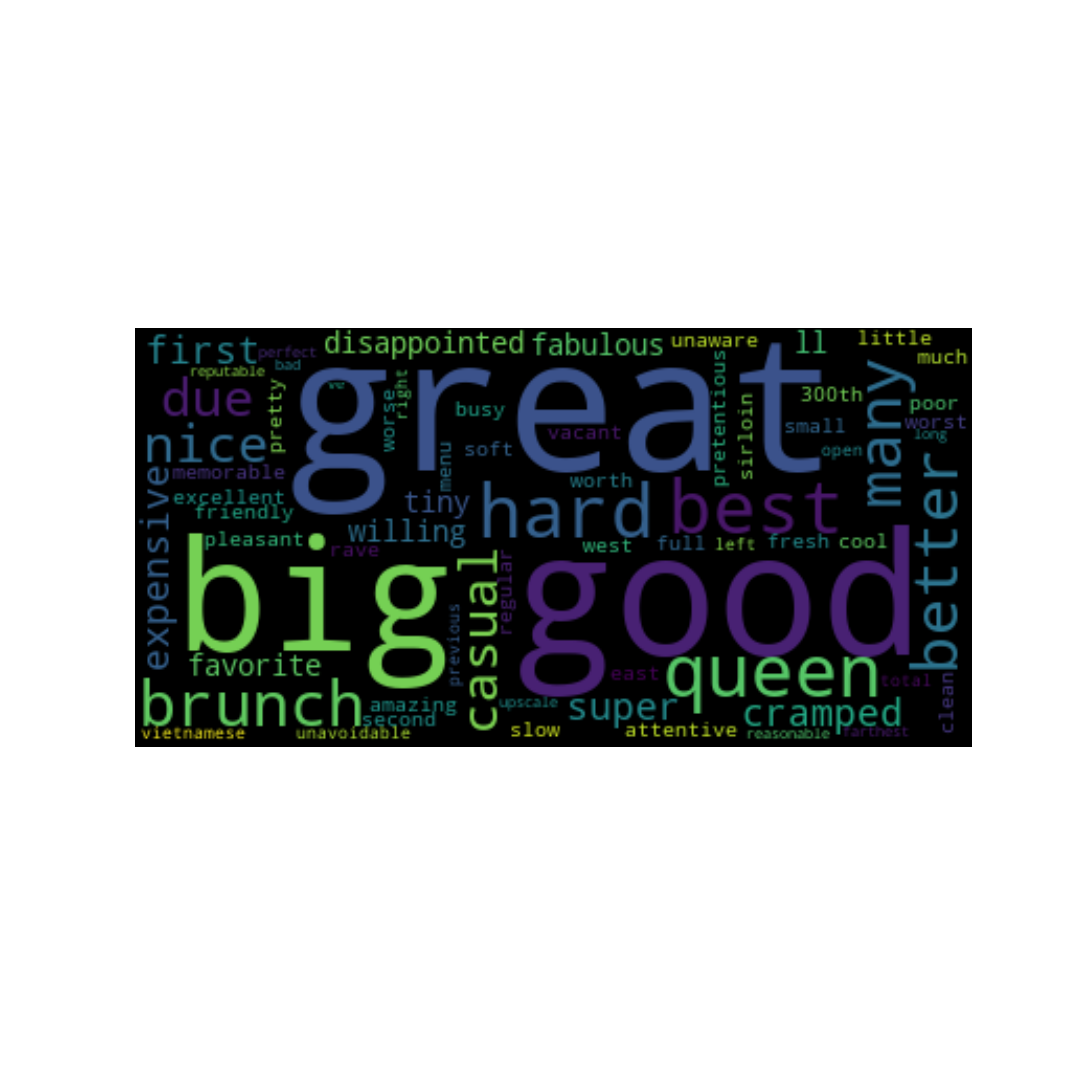 first
perfect
disappointed
fabulous
unaware
ll
little
much
reputable
bad
great
due
pretty
ve
right
worse
busy
vacant
pretentious
sirloin
300th
small
many
poor
worst
long
nice
memorable
menu
soft
worth
open
expensive
excellent
friendly
tiny
hard
best
better
willing
pleasant
rave
west
full
left
fresh
cool
big
casual
regular
previous
good
favorite
east
queen
total
clean
brunch
amazing
second
upscale
super
cramped
vietnamese
unavoidable
slow
attentive
reasonable
farthest